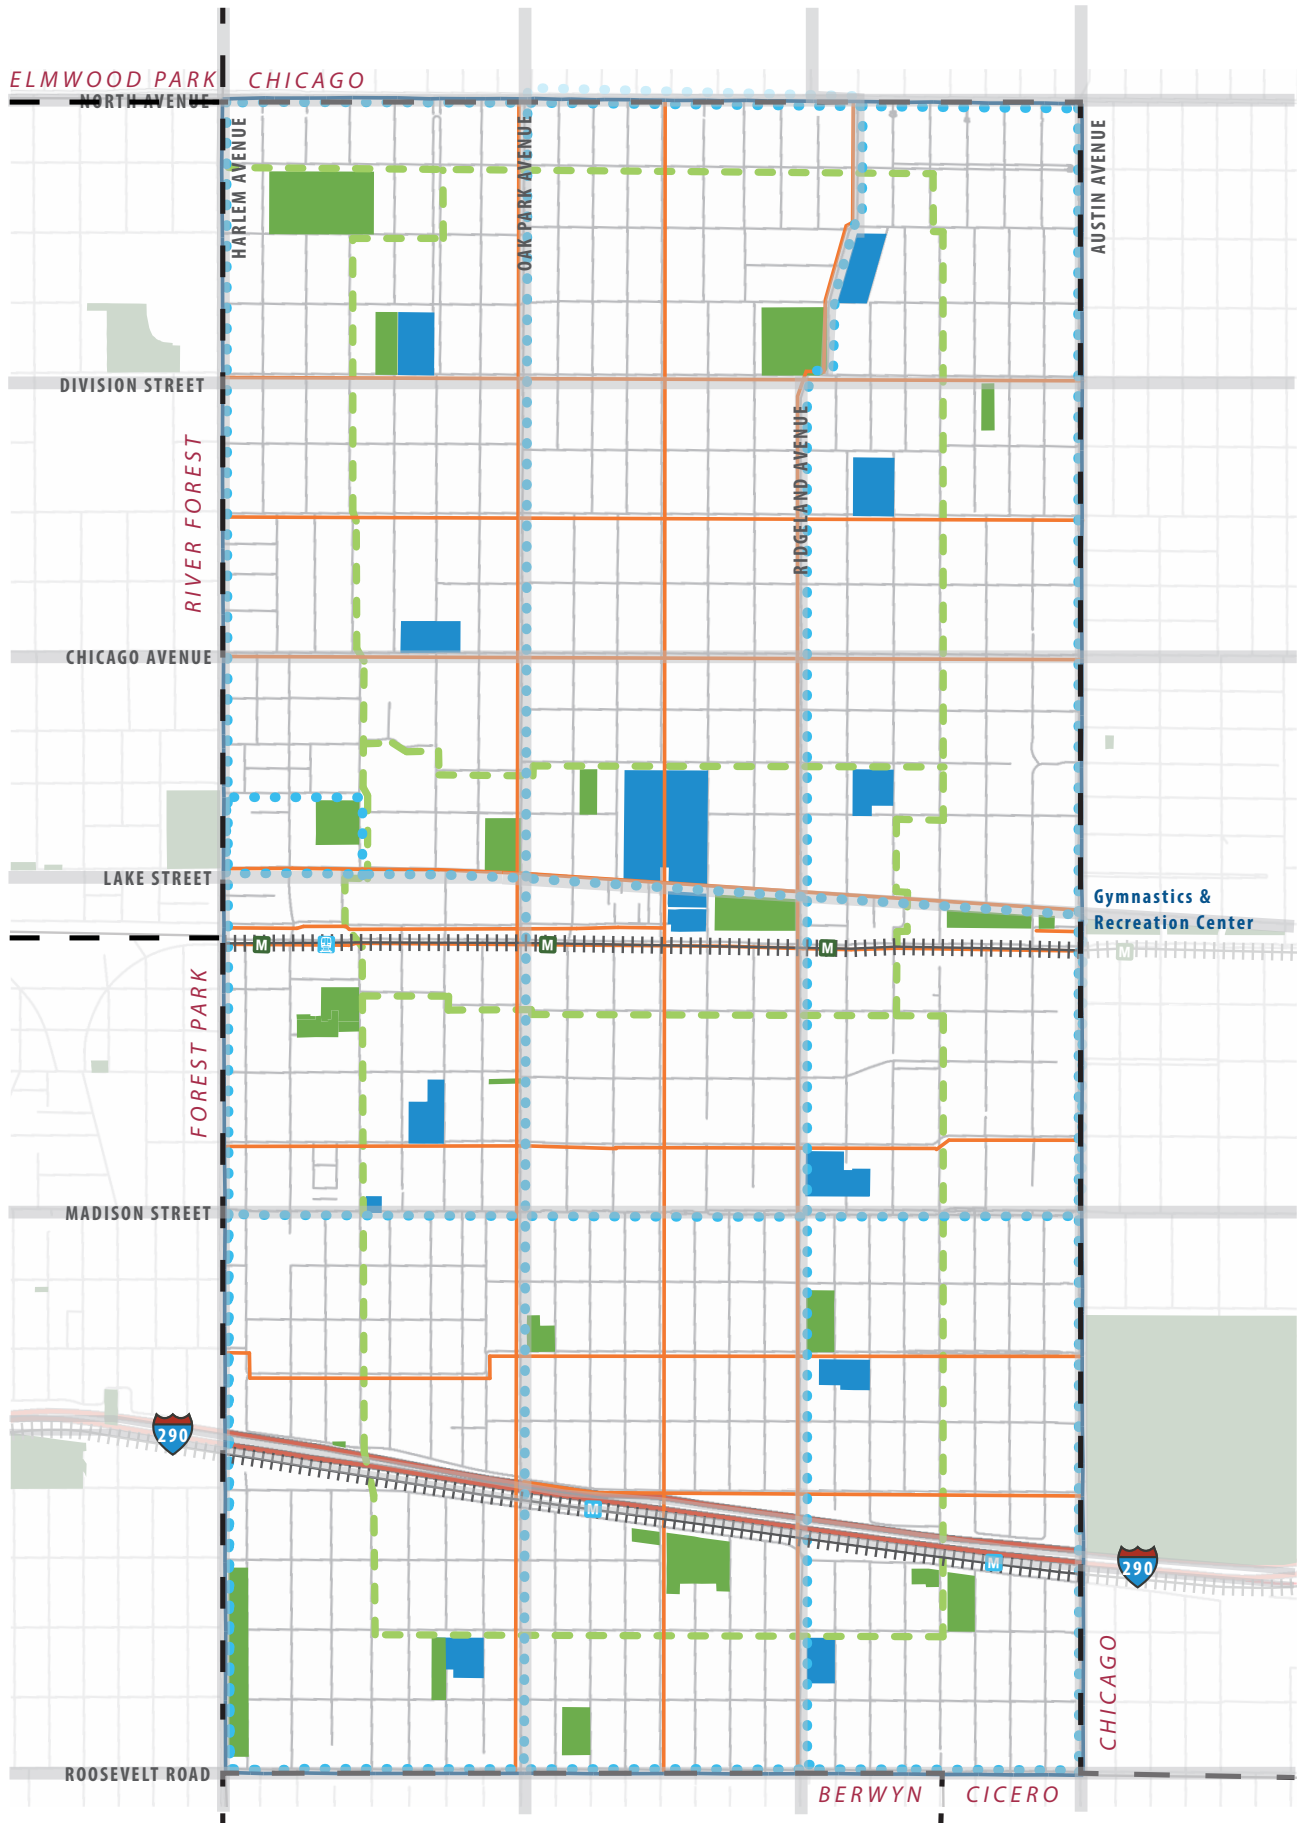 ELMWOOD PARK
CHICAGO
NORTH AVENUE
HARLEM AVENUE
OAK PARK AVENUE
AUSTIN AVENUE
DIVISION STREET
RIDGELAND AVENUE
RIVER FOREST
CHICAGO AVENUE
LAKE STREET
Gymnastics &
Recreation Center
M
M
M
M
FOREST PARK
MADISON STREET
290
M
M
290
CHICAGO
ROOSEVELT ROAD
BERWYN
CICERO